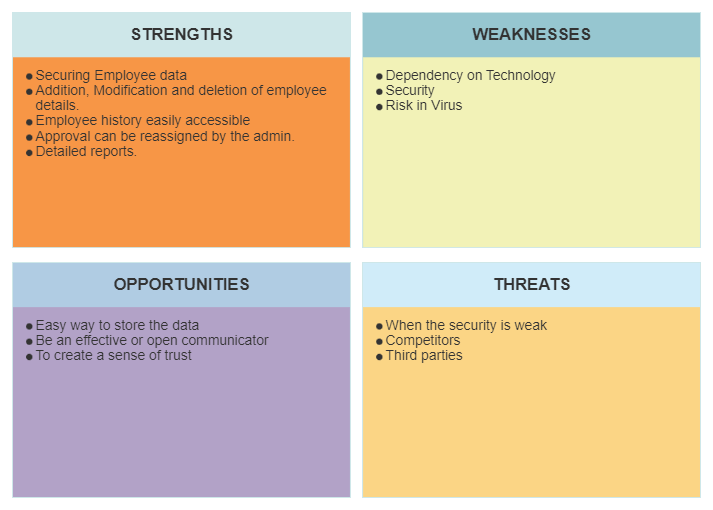 STRENGTHS
● Securing Employee data
● Addition, Modification and deletion of employee
details.
● Employee history easily accessible
● Approval can be reassigned by the admin.
● Detailed reports.
WEAKNESSES
● Dependency on Technology
● Security
● Risk in Virus
OPPORTUNITIES
● Easy way to store the data
● Be an effective or open communicator
● To create a sense of trust
THREATS
● When the security is weak
● Competitors
● Third parties